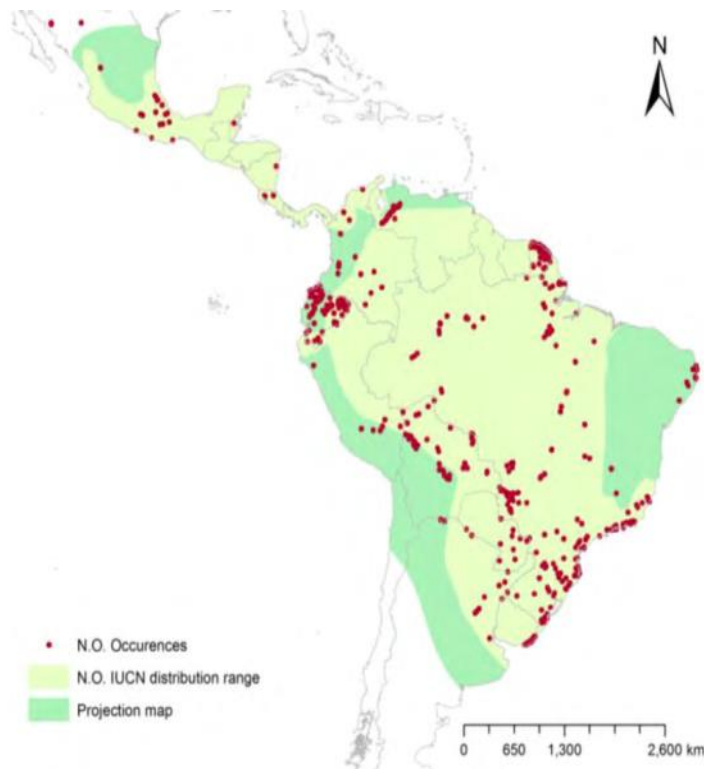 N
N.O. Occurences
N.O. IUCN distribution range
Projection map
0 650 1,300 2,600 km